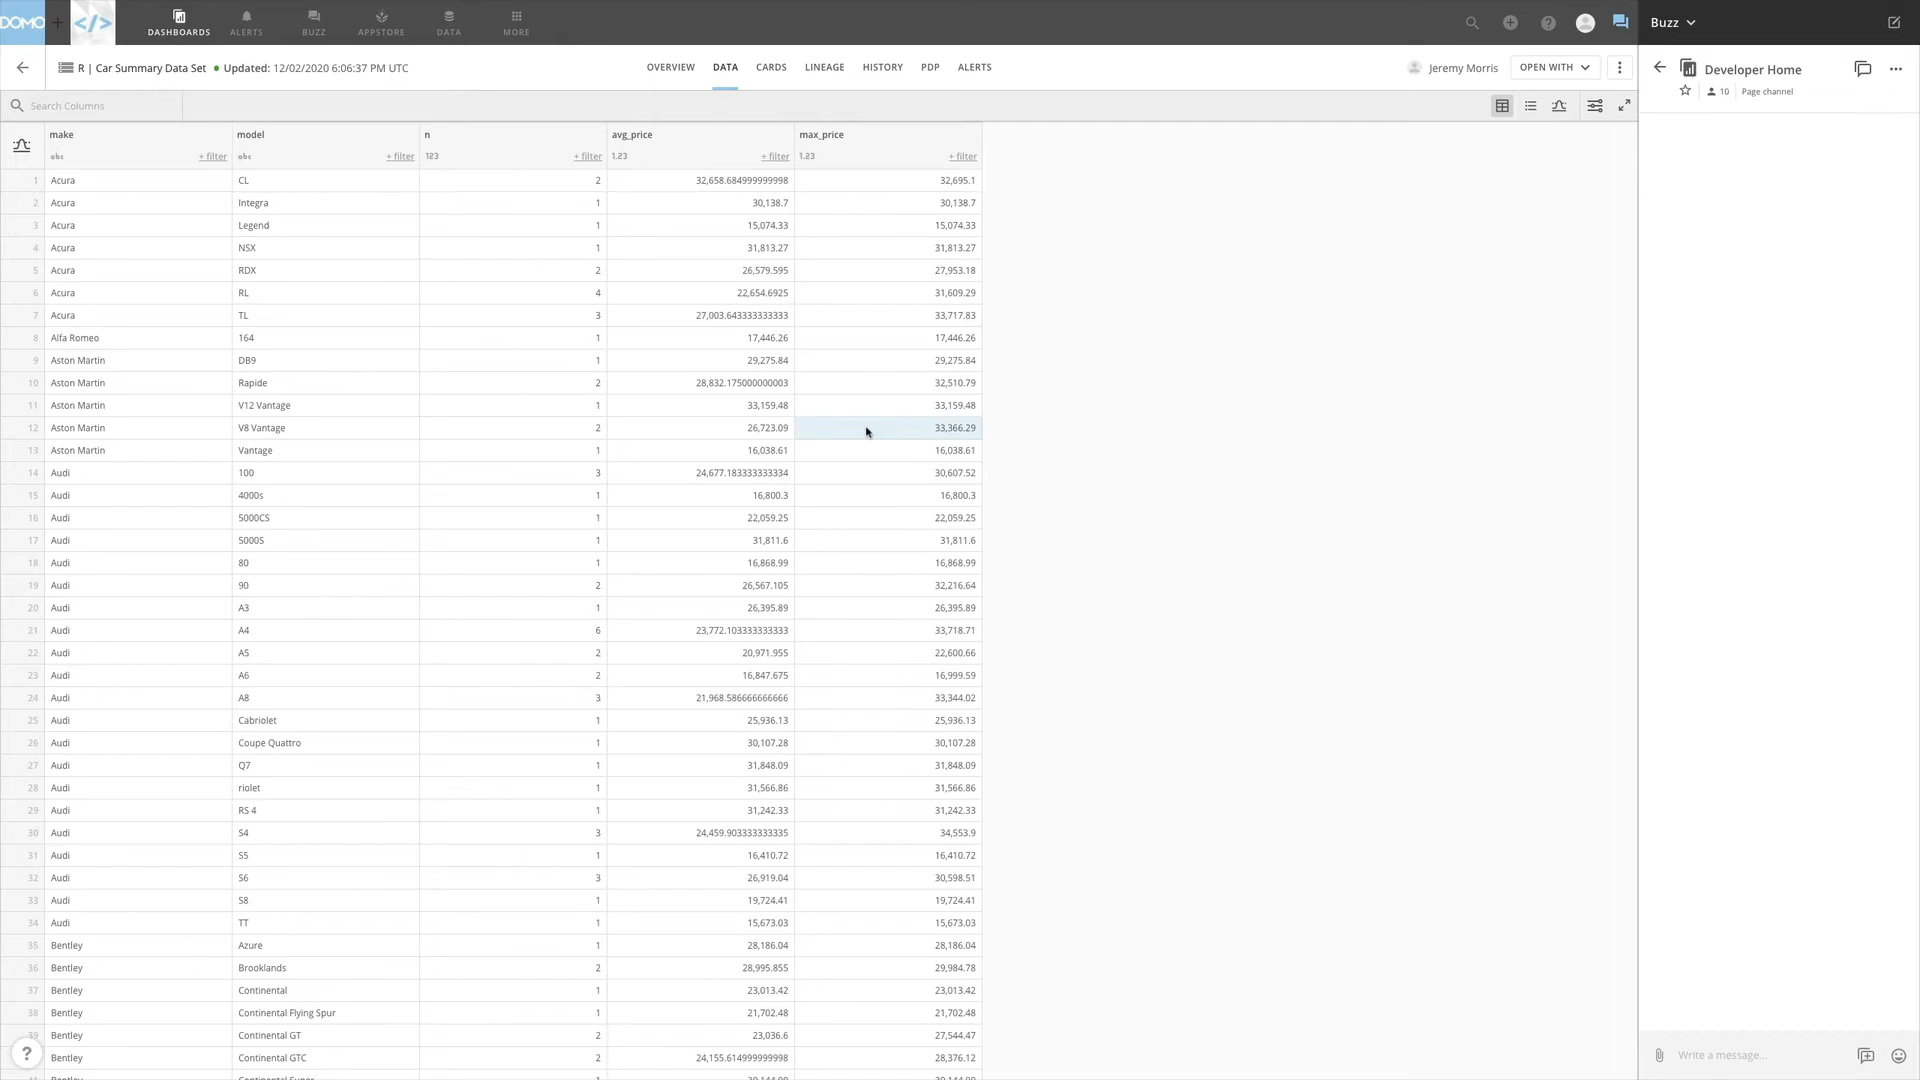 DOMO + </> DASHBOARDS ALERTS BUZZ APPSTORE DATA MORE
Buzz
R | Car Summary Data Set Updated: 12/02/2020 6:06:37 PM UTC OVERVIEW DATA CARDS LINEAGE HISTORY PDP ALERTS Jeremy Morris OPEN WITH
Developer Home
10 Page channel
Search Columns
make model n avg_price max_price
abc + filter abc + filter 123 + filter 1.23 + filter 1.23 + filter
1 Acura CL 2 32,658.684999999998 32,695.1
2 Acura Integra 1 30,138.7 30,138.7
3 Acura Legend 1 15,074.33 15,074.33
4 Acura NSX 1 31,813.27 31,813.27
5 Acura RDX 2 26,579.595 27,953.18
6 Acura RL 4 22,654.6925 31,609.29
7 Acura TL 3 27,003.643333333333 33,717.83
8 Alfa Romeo 164 1 17,446.26 17,446.26
9 Aston Martin DB9 1 29,275.84 29,275.84
10 Aston Martin Rapide 2 28,832.175000000003 32,510.79
11 Aston Martin V12 Vantage 1 33,159.48 33,159.48
12 Aston Martin V8 Vantage 2 26,723.09 33,366.29
13 Aston Martin Vantage 1 16,038.61 16,038.61
14 Audi 100 3 24,677.183333333334 30,607.52
15 Audi 4000s 1 16,800.3 16,800.3
16 Audi 5000CS 1 22,059.25 22,059.25
17 Audi 5000S 1 31,811.6 31,811.6
18 Audi 80 1 16,868.99 16,868.99
19 Audi 90 2 26,567.105 32,216.64
20 Audi A3 1 26,395.89 26,395.89
21 Audi A4 6 23,772.103333333333 33,718.71
22 Audi A5 2 20,971.955 22,600.66
23 Audi A6 2 16,847.675 16,999.59
24 Audi A8 3 21,968.586666666666 33,344.02
25 Audi Cabriolet 1 25,936.13 25,936.13
26 Audi Coupe Quattro 1 30,107.28 30,107.28
27 Audi Q7 1 31,848.09 31,848.09
28 Audi riolet 1 31,566.86 31,566.86
29 Audi RS 4 1 31,242.33 31,242.33
30 Audi S4 3 24,459.903333333335 34,553.9
31 Audi S5 1 16,410.72 16,410.72
32 Audi S6 3 26,919.04 30,598.51
33 Audi S8 1 19,724.41 19,724.41
34 Audi TT 1 15,673.03 15,673.03
35 Bentley Azure 1 28,186.04 28,186.04
36 Bentley Brooklands 2 28,995.855 29,984.78
37 Bentley Continental 1 23,013.42 23,013.42
38 Bentley Continental Flying Spur 1 21,702.48 21,702.48
39 Bentley Continental GT 2 23,036.6 27,544.47
? Bentley Continental GTC 2 24,155.614999999998 28,376.12
Write a message...